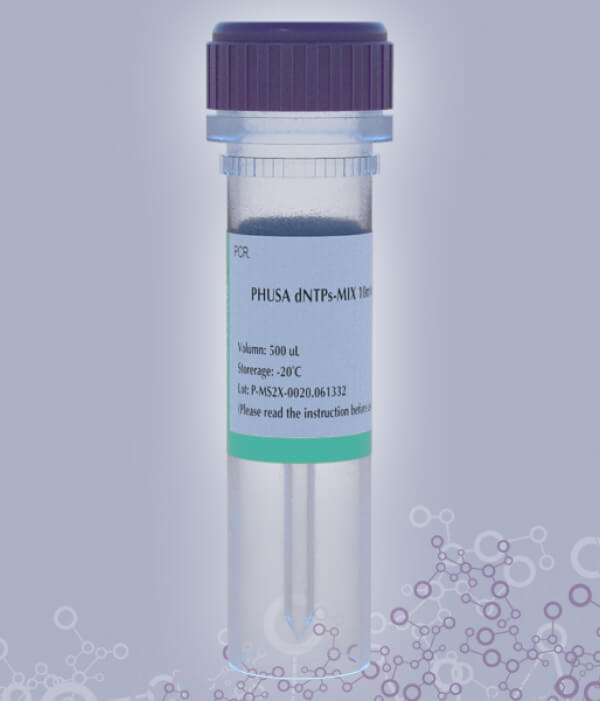 PCR.
PHUSA dNTPs-MIX
Volumn: 500 uL
Storerage: -20°C
Lot: P-MS2X-0020.061332
(Please read the instruction before